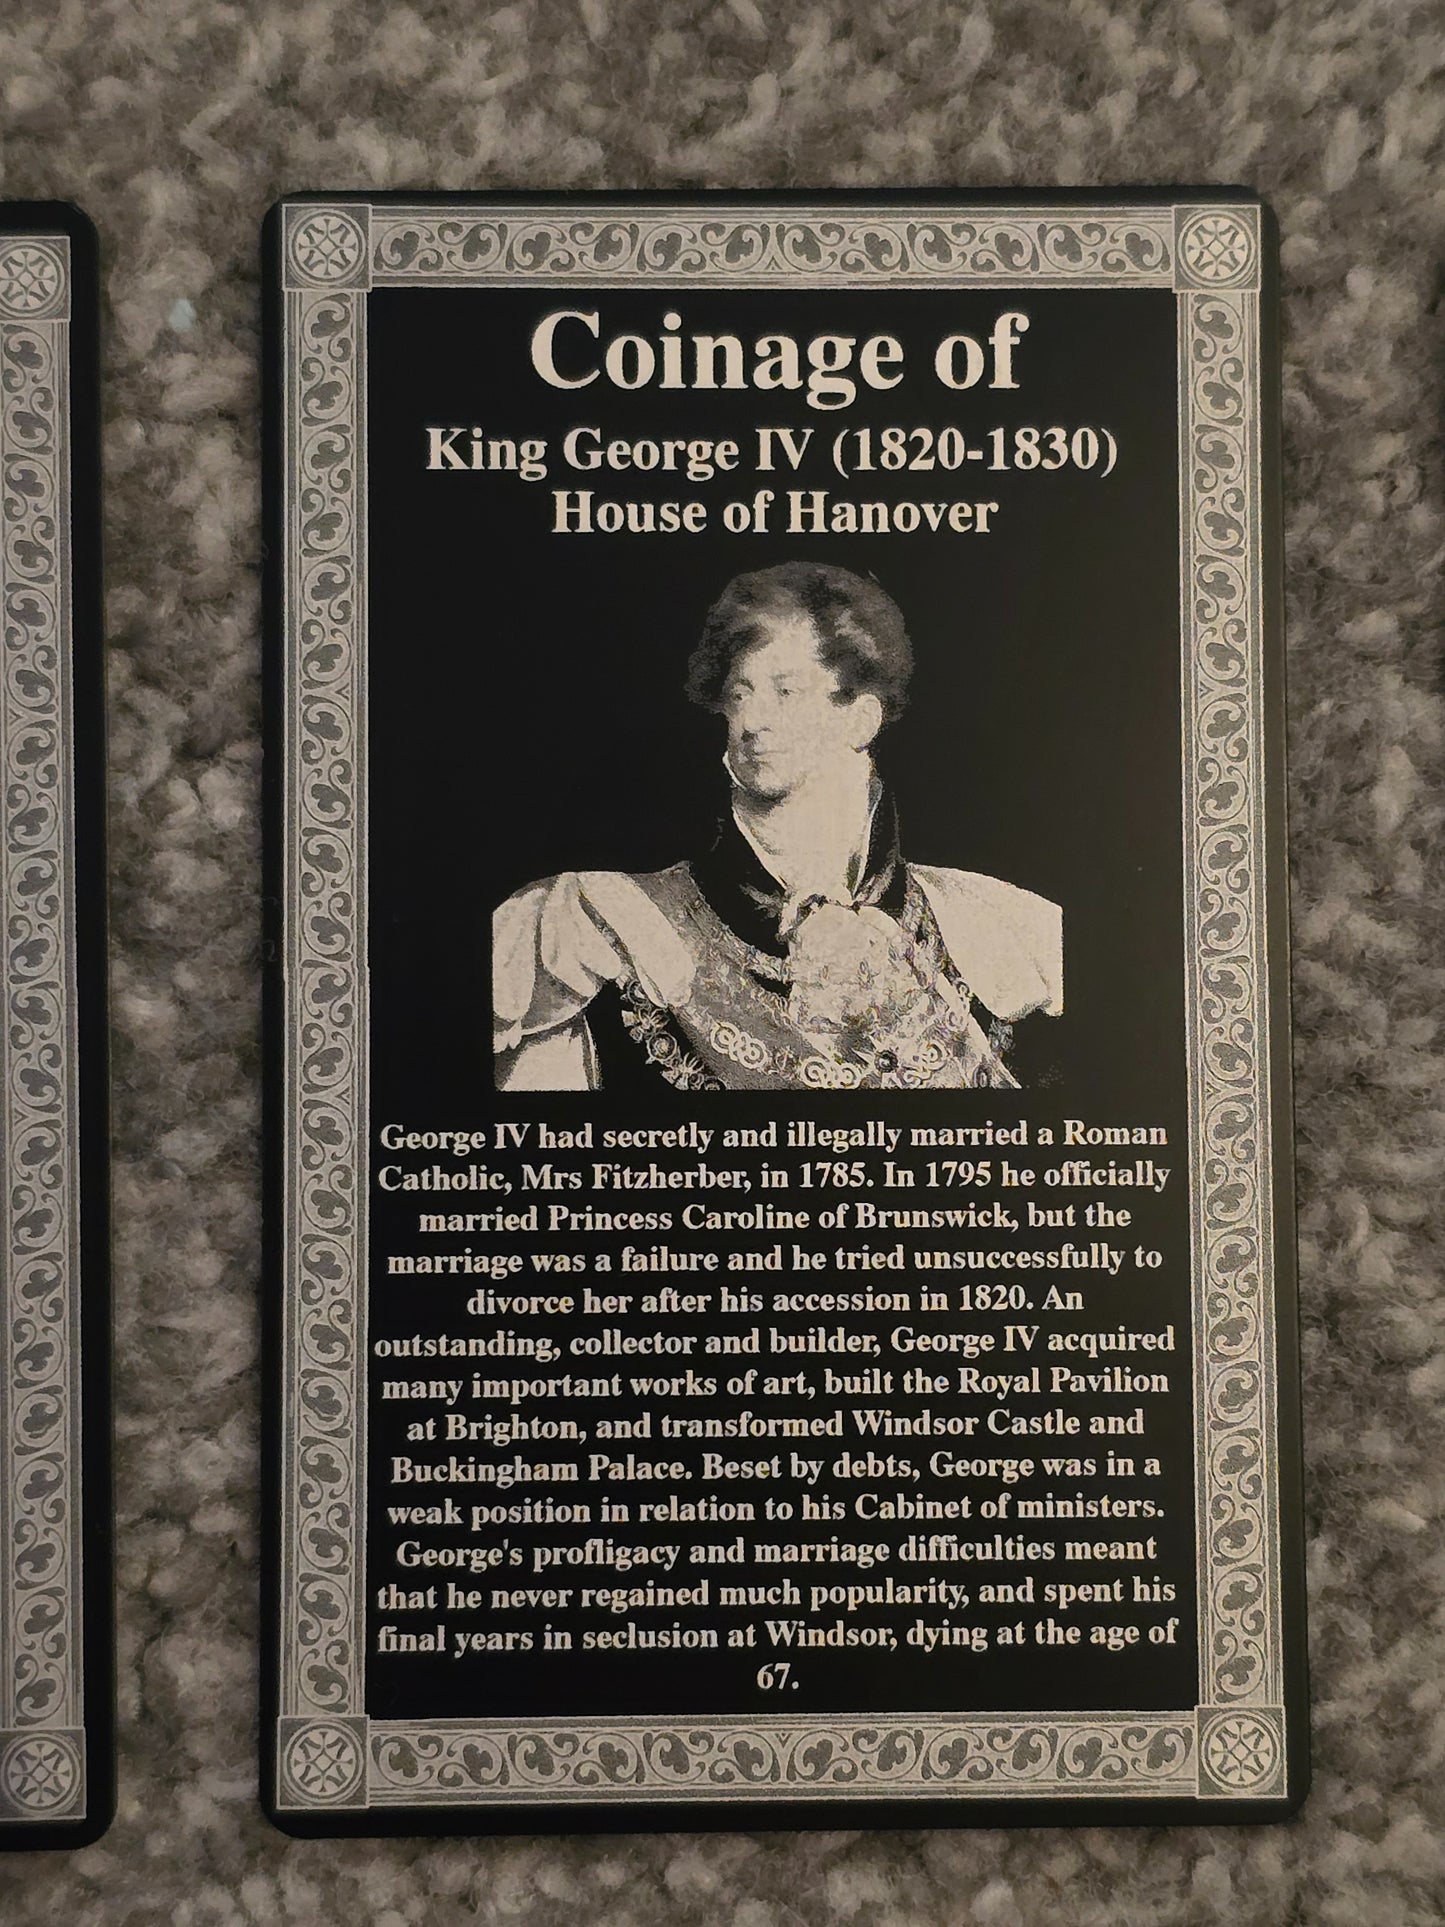 Coinage of
King George IV (1820-1830)
House of Hanover
George IV had secretly and illegally married a Roman
Catholic, Mrs Fitzherber, in 1785. In 1795 he officially
married Princess Caroline of Brunswick, but the
marriage was a failure and he tried unsuccessfully to
divorce her after his accession in 1820. An
outstanding, collector and builder, George IV acquired
many important works of art, built the Royal Pavilion
at Brighton, and transformed Windsor Castle and
Buckingham Palace. Beset by debts, George was in a
weak position in relation to his Cabinet of ministers.
George's profligacy and marriage difficulties meant
that he never regained much popularity, and spent his
final years in seclusion at Windsor, dying at the age of
67.